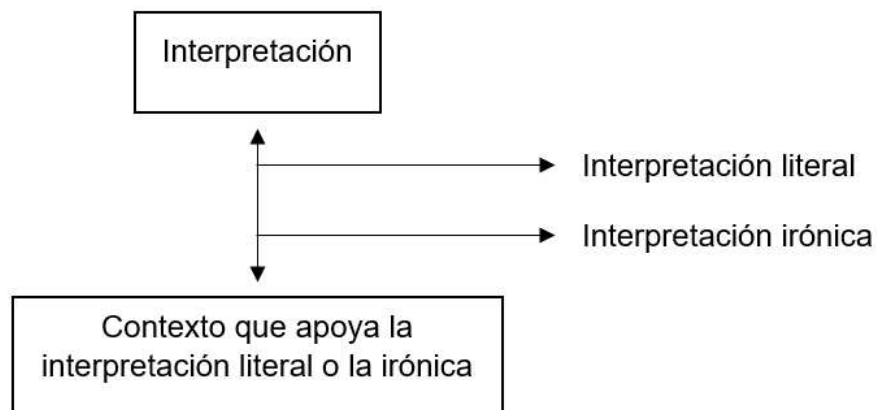 Interpretación
Interpretación literal
Interpretación irónica
Contexto que apoya la
interpretación literal o la irónica